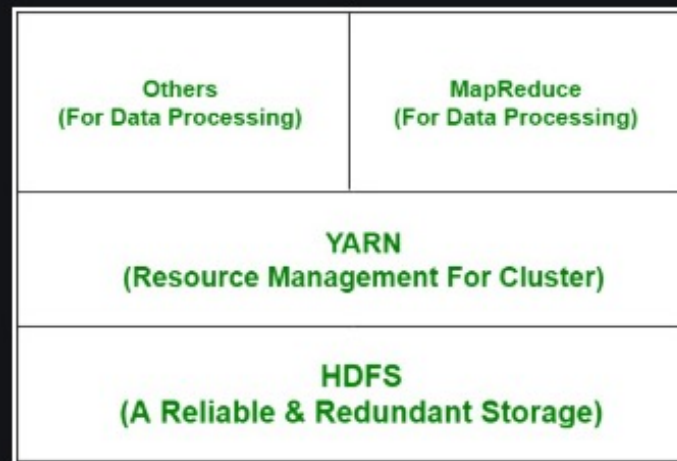 Others
(For Data Processing)
MapReduce
(For Data Processing)
YARN
(Resource Management For Cluster)
HDFS
(A Reliable & Redundant Storage)